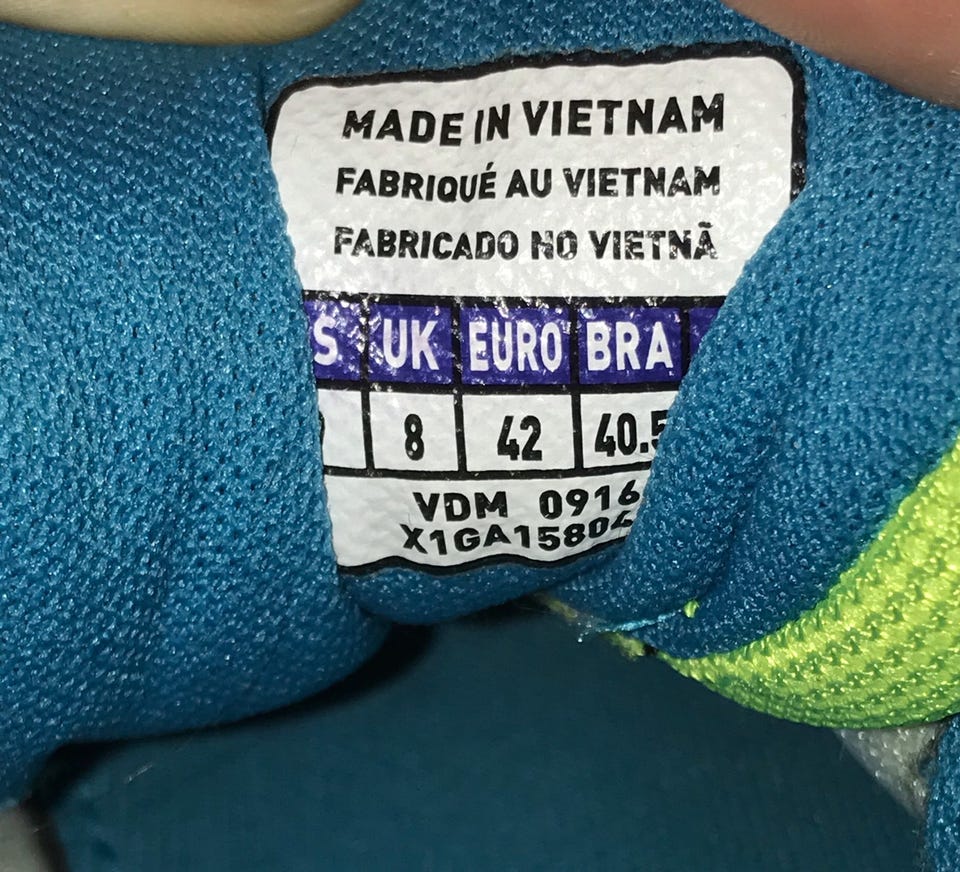 MADE IN VIETNAM
FABRIQUÉ AU VIETNAM
FABRICADO NO VIETNÃ
S UK EURO BRA
8 42 40.5
VDM 0916
X1GA15804